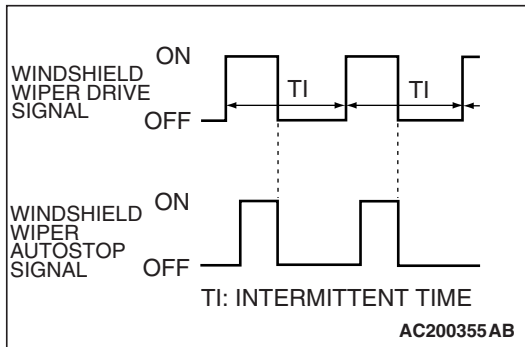 ON
WINDSHIELD
WIPER DRIVE
SIGNAL
TI
TI
OFF
ON
WINDSHIELD
WIPER
AUTOSTOP
SIGNAL
OFF
TI: INTERMITTENT TIME
AC200355AB